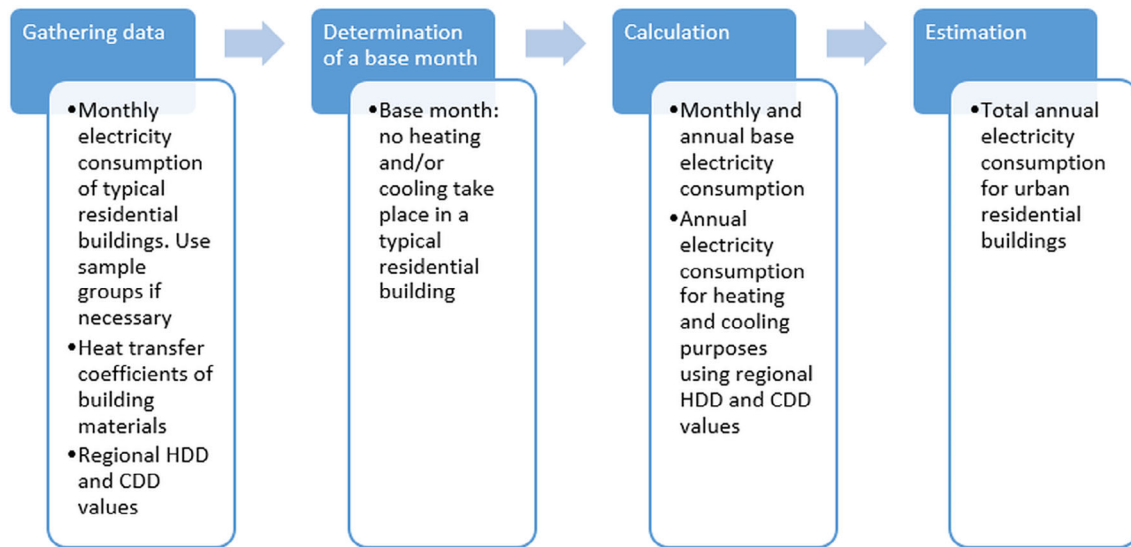 Gathering data
•Monthly
electricity
consumption
of typical
residential
buildings. Use
sample
groups if
necessary
•Heat transfer
coefficients of
building
materials
•Regional HDD
and CDD
values
Determination
of a base month
•Base month:
no heating
and/or
cooling take
place in a
typical
residential
building
Calculation
•Monthly and
annual base
electricity
consumption
•Annual
electricity
consumption
for heating
and cooling
purposes
using regional
HDD and CDD
values
Estimation
•Total annual
electricity
consumption
for urban
residential
buildings